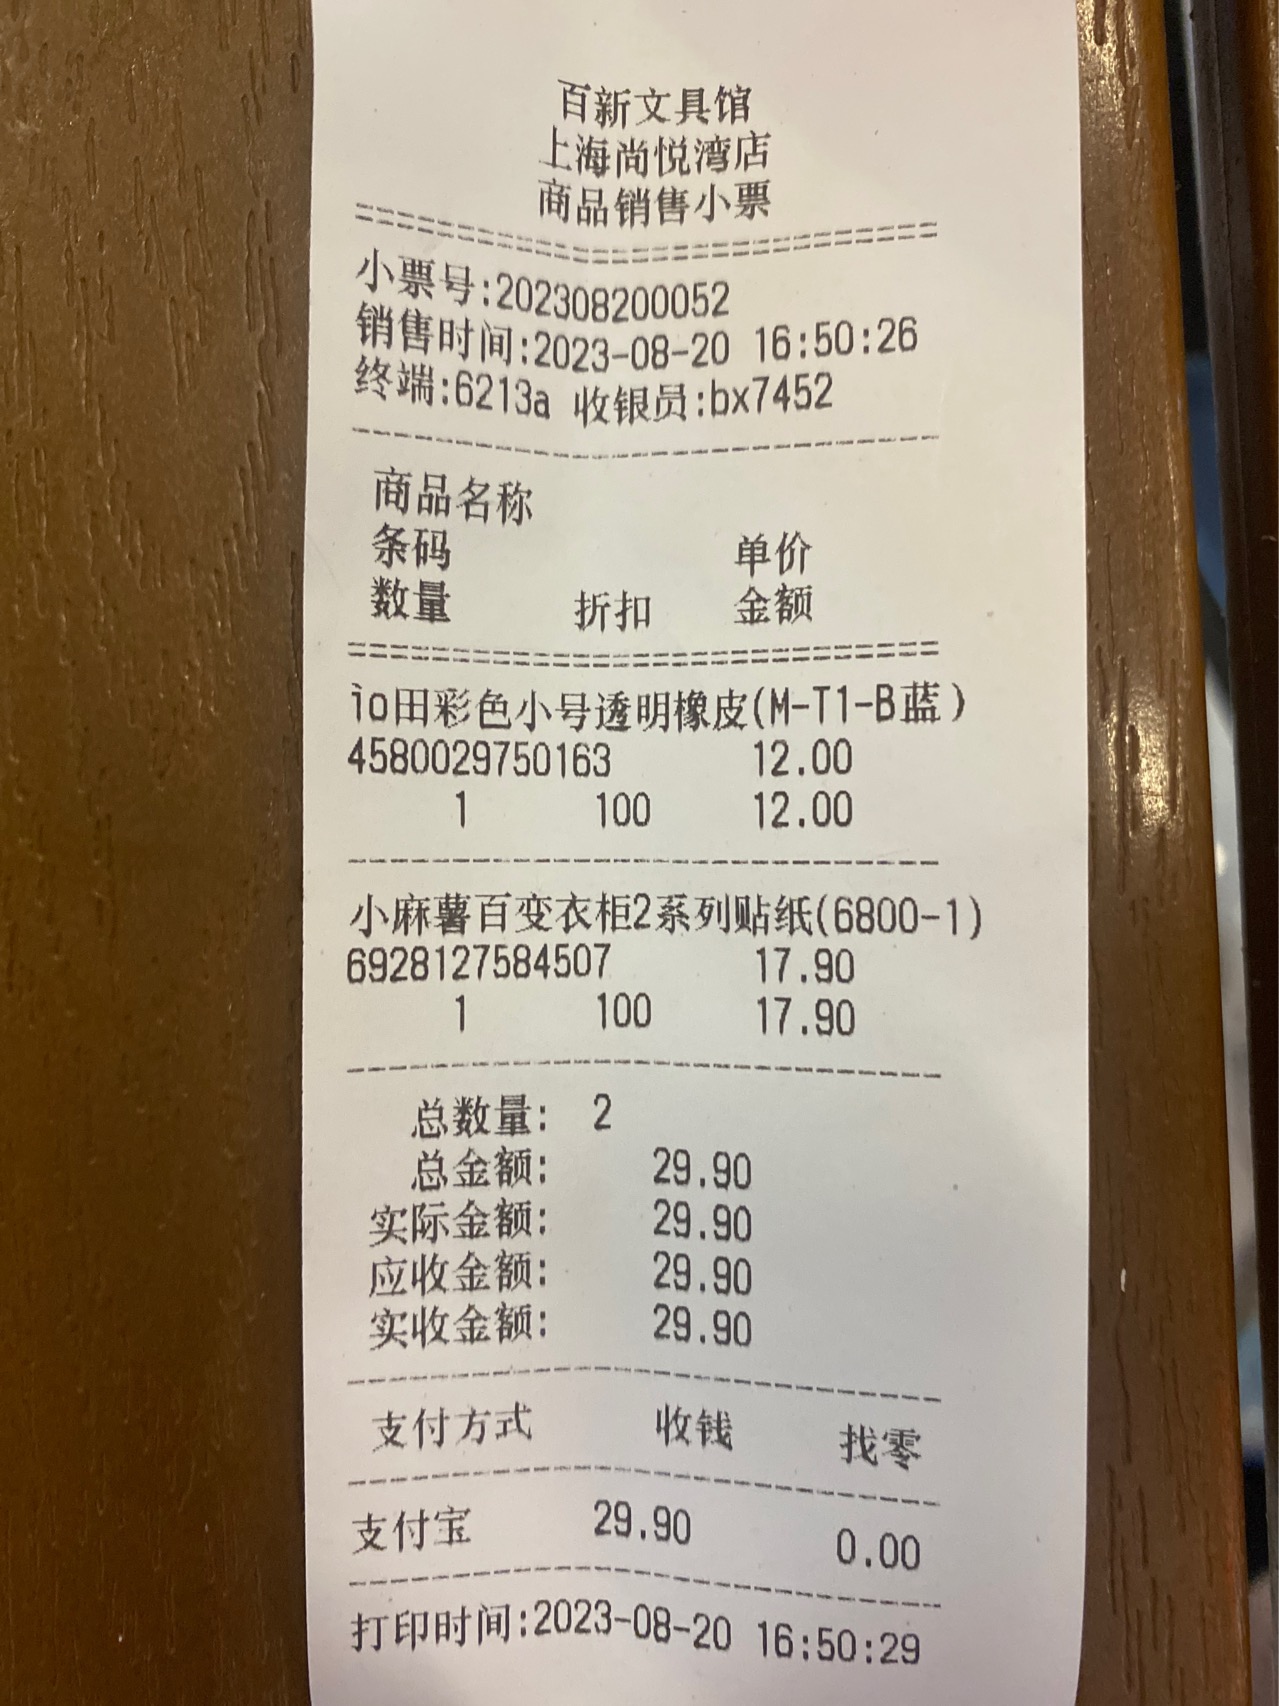 百新文具馆
上海尚悦湾店
商品销售小票
========================================
小票号:202308200052
销售时间:2023-08-20 16:50:26
终端:6213a 收银员:bx7452
----------------------------------------
商品名称
条码 单价
数量 折扣 金额
========================================
io田彩色小号透明橡皮(M-T1-B蓝)
4580029750163 12.00
1 100 12.00
----------------------------------------
小麻薯百变衣柜2系列贴纸(6800-1)
6928127584507 17.90
1 100 17.90
----------------------------------------
总数量: 2
总金额: 29.90
实际金额: 29.90
应收金额: 29.90
实收金额: 29.90
----------------------------------------
支付方式 收钱 找零
----------------------------------------
支付宝 29.90 0.00
----------------------------------------
打印时间:2023-08-20 16:50:29